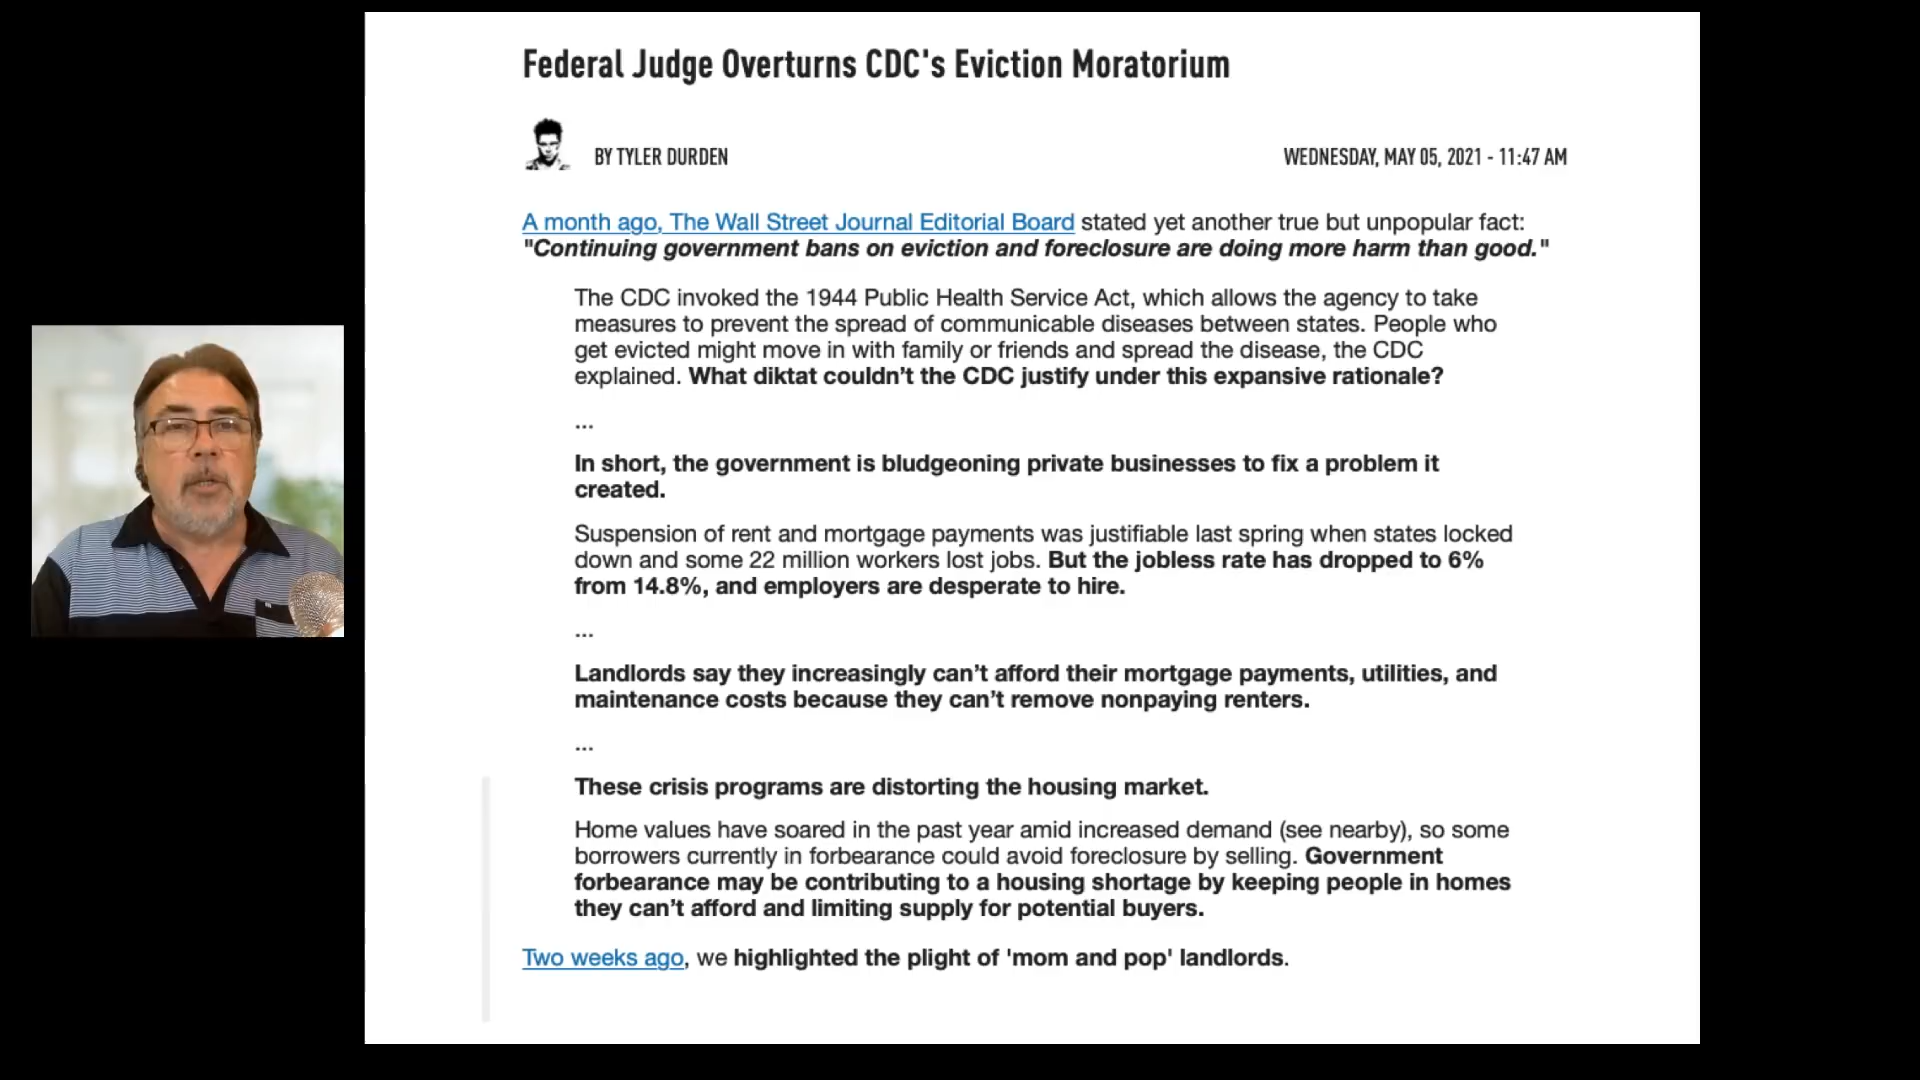 Federal Judge Overturns CDC's Eviction Moratorium
BY TYLER DURDEN
WEDNESDAY, MAY 05, 2021 - 11:47 AM
A month ago, The Wall Street Journal Editorial Board stated yet another true but unpopular fact:
"Continuing government bans on eviction and foreclosure are doing more harm than good."
The CDC invoked the 1944 Public Health Service Act, which allows the agency to take
measures to prevent the spread of communicable diseases between states. People who
get evicted might move in with family or friends and spread the disease, the CDC
explained. What diktat couldn’t the CDC justify under this expansive rationale?
...
In short, the government is bludgeoning private businesses to fix a problem it
created.
Suspension of rent and mortgage payments was justifiable last spring when states locked
down and some 22 million workers lost jobs. But the jobless rate has dropped to 6%
from 14.8%, and employers are desperate to hire.
...
Landlords say they increasingly can’t afford their mortgage payments, utilities, and
maintenance costs because they can’t remove nonpaying renters.
...
These crisis programs are distorting the housing market.
Home values have soared in the past year amid increased demand (see nearby), so some
borrowers currently in forbearance could avoid foreclosure by selling. Government
forbearance may be contributing to a housing shortage by keeping people in homes
they can’t afford and limiting supply for potential buyers.
Two weeks ago, we highlighted the plight of 'mom and pop' landlords.